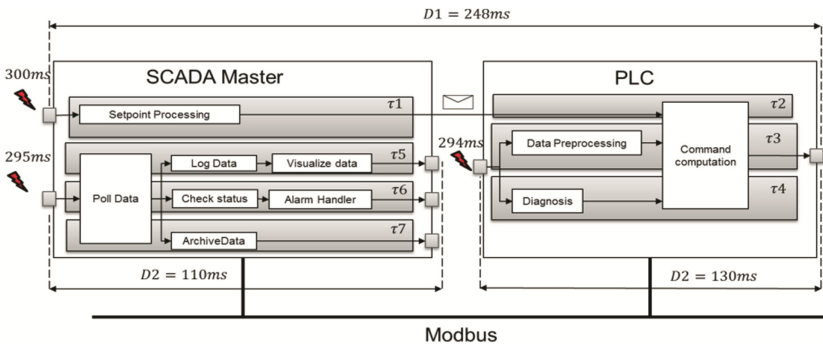 D1 = 248ms
SCADA Master
PLC
300ms
τ1
Setpoint Processing
τ2
295ms
294ms
Data Preprocessing
τ3
Command
computation
Log Data
Visualize data
τ5
Poll Data
Check status
Alarm Handler
τ6
Diagnosis
τ4
ArchiveData
τ7
D2 = 110ms
D2 = 130ms
Modbus